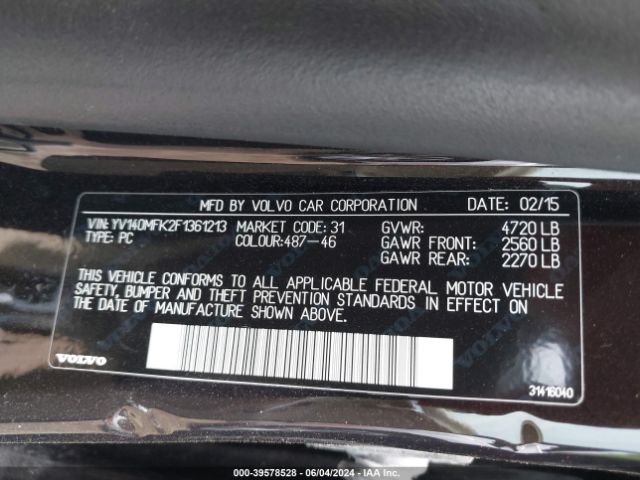 MFD BY VOLVO CAR CORPORATION DATE: 02/15
VIN: YV140MFK2F1361213 MARKET CODE: 31 GVWR: 4720 LB
TYPE: PC COLOUR:487-46 GAWR FRONT: 2560 LB
GAWR REAR: 2270 LB
THIS VEHICLE CONFORMS TO ALL APPLICABLE FEDERAL MOTOR VEHICLE
SAFETY, BUMPER AND THEFT PREVENTION STANDARDS IN EFFECT ON
THE DATE OF MANUFACTURE SHOWN ABOVE.
VOLVO 31416040
000-39578528 - 06/04/2024 - IAA Inc.